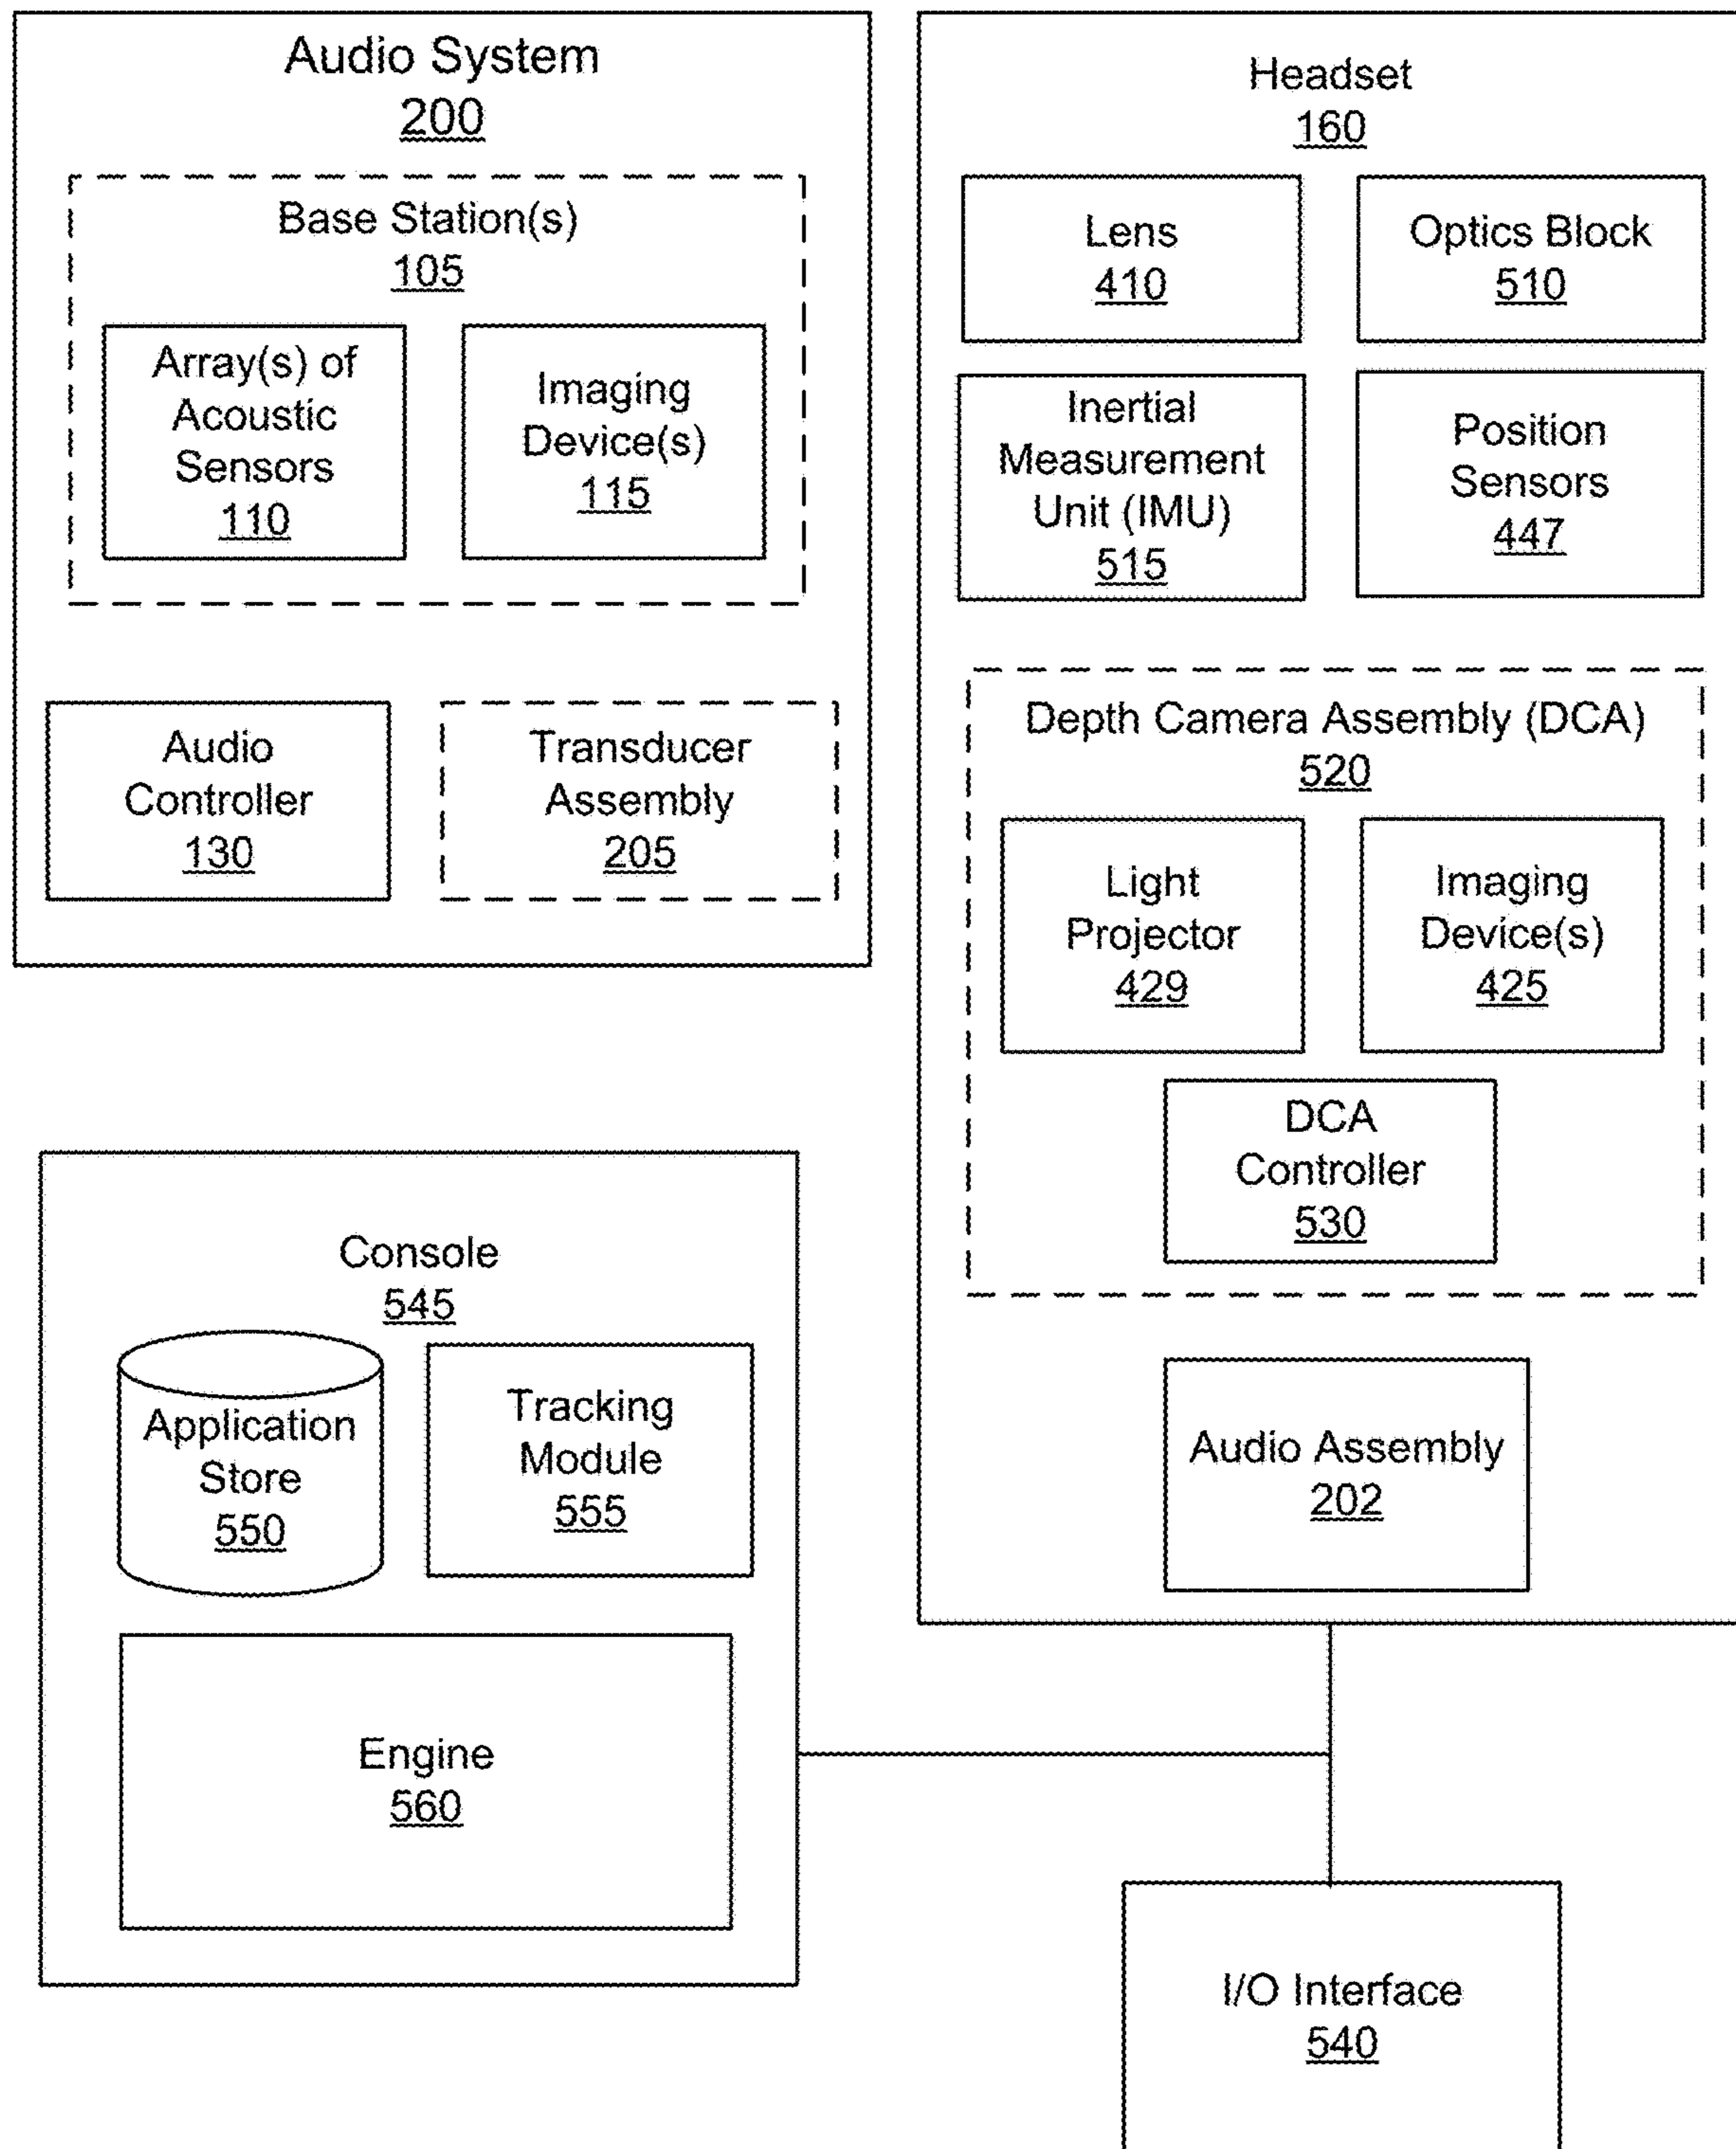 Audio System
200
Base Station(s)
105
Array(s) of
Acoustic
Sensors
110
Imaging
Device(s)
115
Audio
Controller
130
Transducer
Assembly
205
Headset
160
Lens
410
Optics Block
510
Inertial
Measurement
Unit (IMU)
515
Position
Sensors
447
Depth Camera Assembly (DCA)
520
Light
Projector
429
Imaging
Device(s)
425
DCA
Controller
530
Audio Assembly
202
Console
545
Application
Store
550
Tracking
Module
555
Engine
560
I/O Interface
540